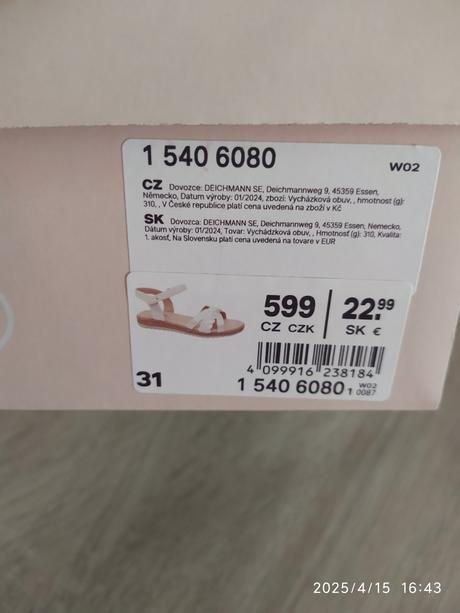 1 540 6080
W02
CZ Dovozce: DEICHMANN SE, Deichmannweg 9, 45359 Essen,
Německo, Datum výroby: 01/2024, zbozí: Vycházková obuv, , hmotnost (g):
310, , V České republice platí cena uvedená na zboží v Kč
SK Dovozca: DEICHMANN SE, Deichmannweg 9, 45359 Essen, Nemecko,
Dátum výroby: 01/2024, Tovar: Vychádzková obuv, , Hmotnosť (g): 310, Kvalita:
1. akosť, Na Slovensku platí cena uvedená na tovare v EUR
599 22.99
CZ CZK SK €
4 099916 238184
31
1 540 6080 1 W02 0087
2025/4/15 16:43